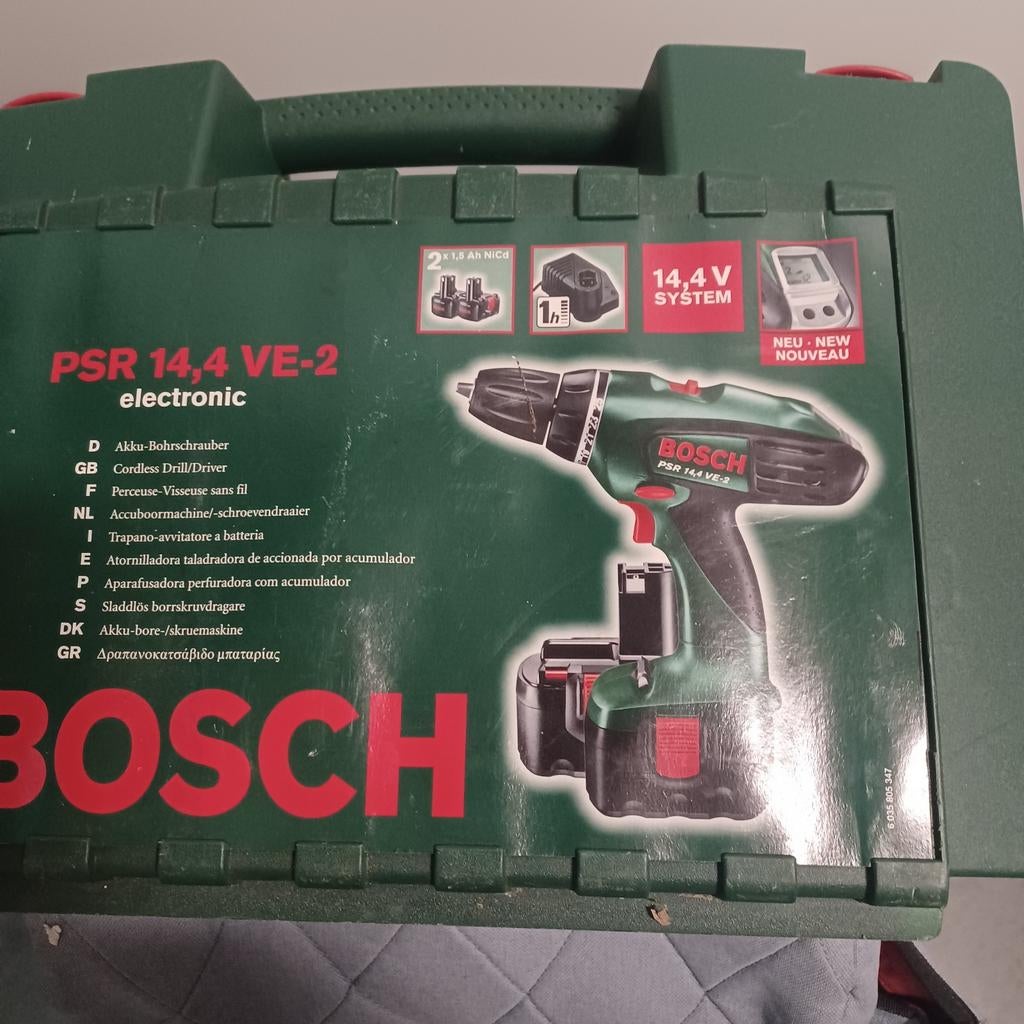 2 x 1,5 Ah NiCd
1h
14,4 V
SYSTEM
NEU · NEW
NOUVEAU
PSR 14,4 VE-2
electronic
D Akku-Bohrschrauber
GB Cordless Drill/Driver
F Perceuse-Visseuse sans fil
NL Accuboormachine/-schroevendraaier
I Trapano-avvitatore a batteria
E Atornilladora taladradora de accionada por acumulador
P Aparafusadora perfuradora com acumulador
S Sladdlös borrskruvdragare
DK Akku-bore-/skruemaskine
GR Δραπανοκατσάβιδο μπαταρίας
BOSCH
PSR 14,4 VE-2
BOSCH
6 035 805 347